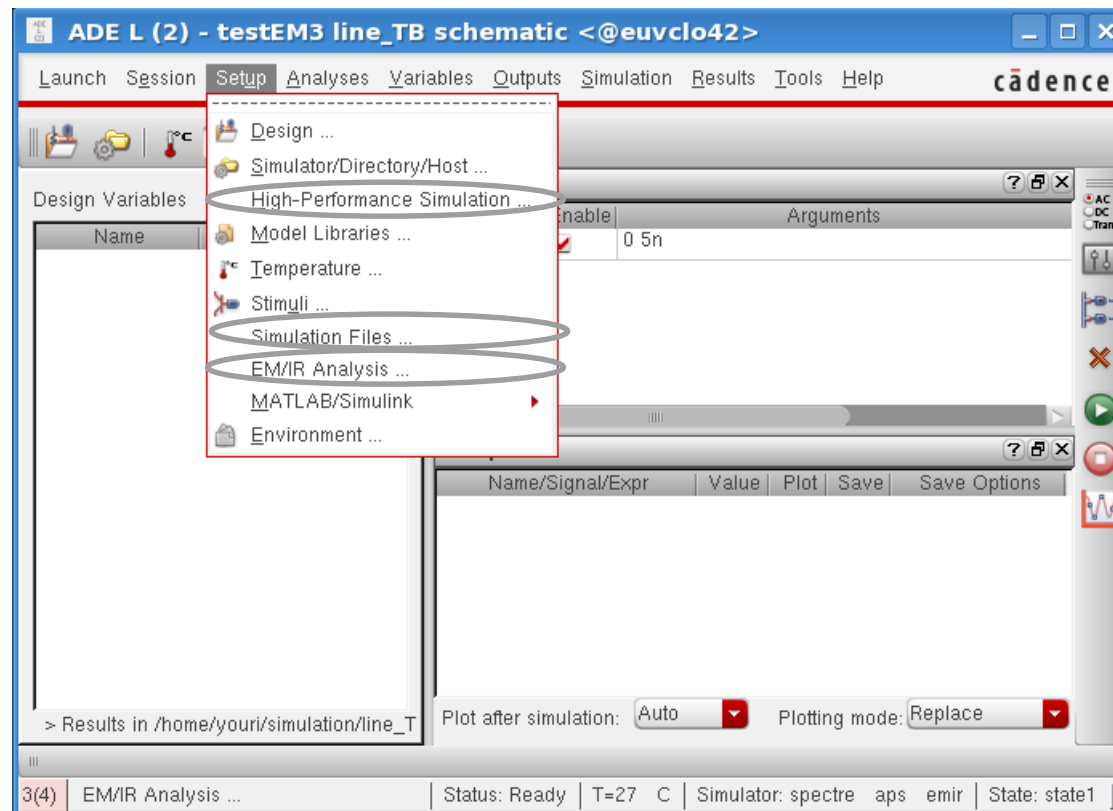 ADE L (2) - testEM3 line_TB schematic <@euvclo42>
Launch Session Setup Analyses Variables Outputs Simulation Results Tools Help cādence
Design ...
Simulator/Directory/Host ...
High-Performance Simulation ...
Model Libraries ...
Temperature ...
Stimuli ...
Simulation Files ...
EM/IR Analysis ...
MATLAB/Simulink
Environment ...
°C
Design Variables
Name
Arguments
0 5n
AC
DC
Tran
Name/Signal/Expr Value Plot Save Save Options
> Results in /home/youri/simulation/line_T
Plot after simulation: Auto Plotting mode: Replace
3(4) EM/IR Analysis ... Status: Ready T=27 C Simulator: spectre aps emir State: state1